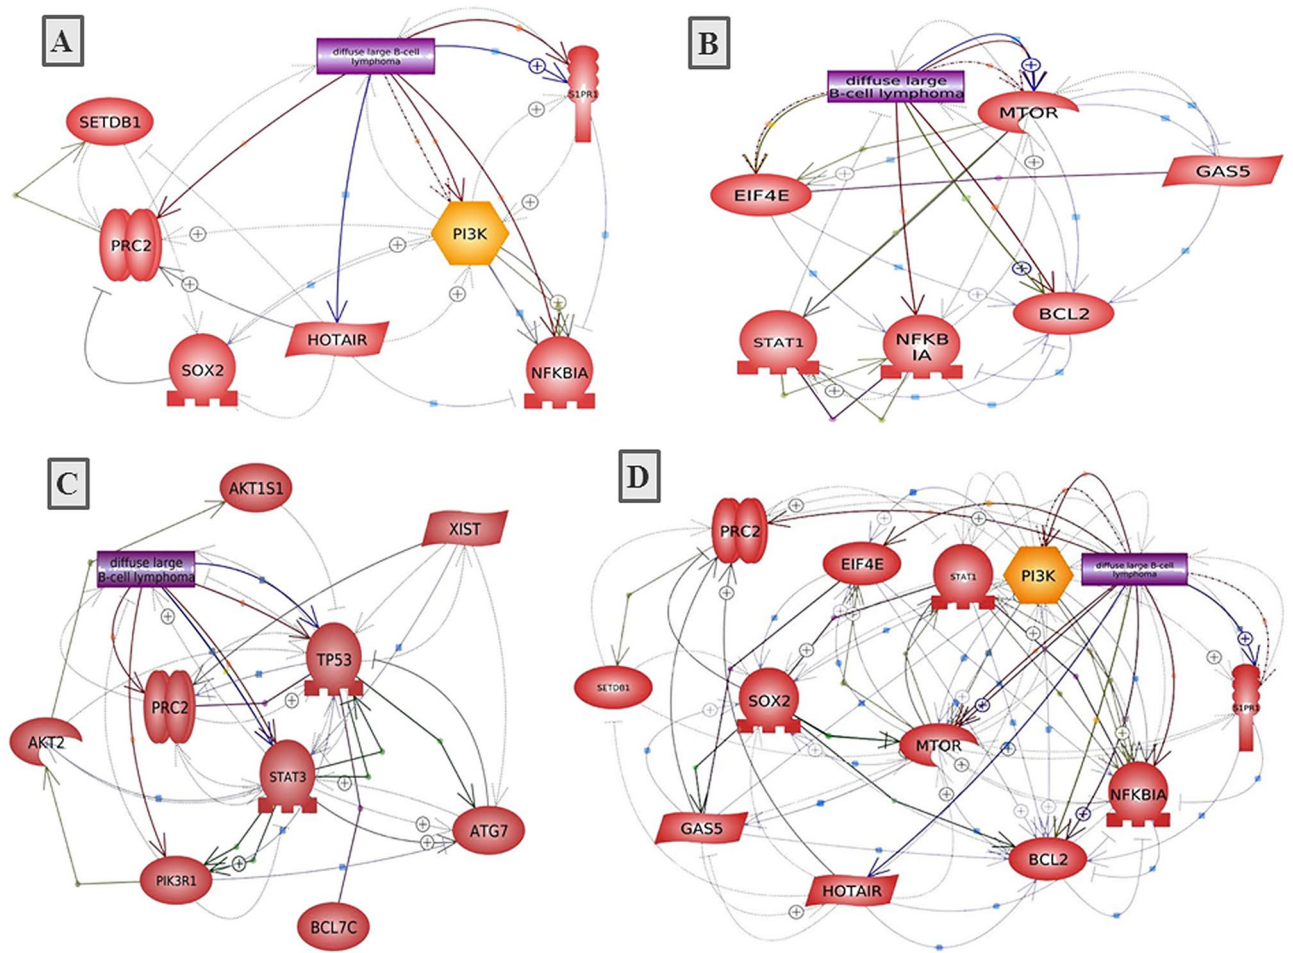 A
diffuse large B-cell
lymphoma
S1PR1
SETDB1
PRC2
PI3K
HOTAIR
SOX2
NFKBIA
B
diffuse large
B-cell lymphoma
MTOR
GAS5
EIF4E
BCL2
STAT1
NFKB
IA
C
AKT1S1
XIST
diffuse large
B-cell lymphoma
TP53
PRC2
AKT2
STAT3
ATG7
PIK3R1
BCL7C
D
PRC2
EIF4E
STAT1
PI3K
diffuse large B-cell
lymphoma
SETDB1
SOX2
S1PR1
MTOR
NFKBIA
GAS5
BCL2
HOTAIR